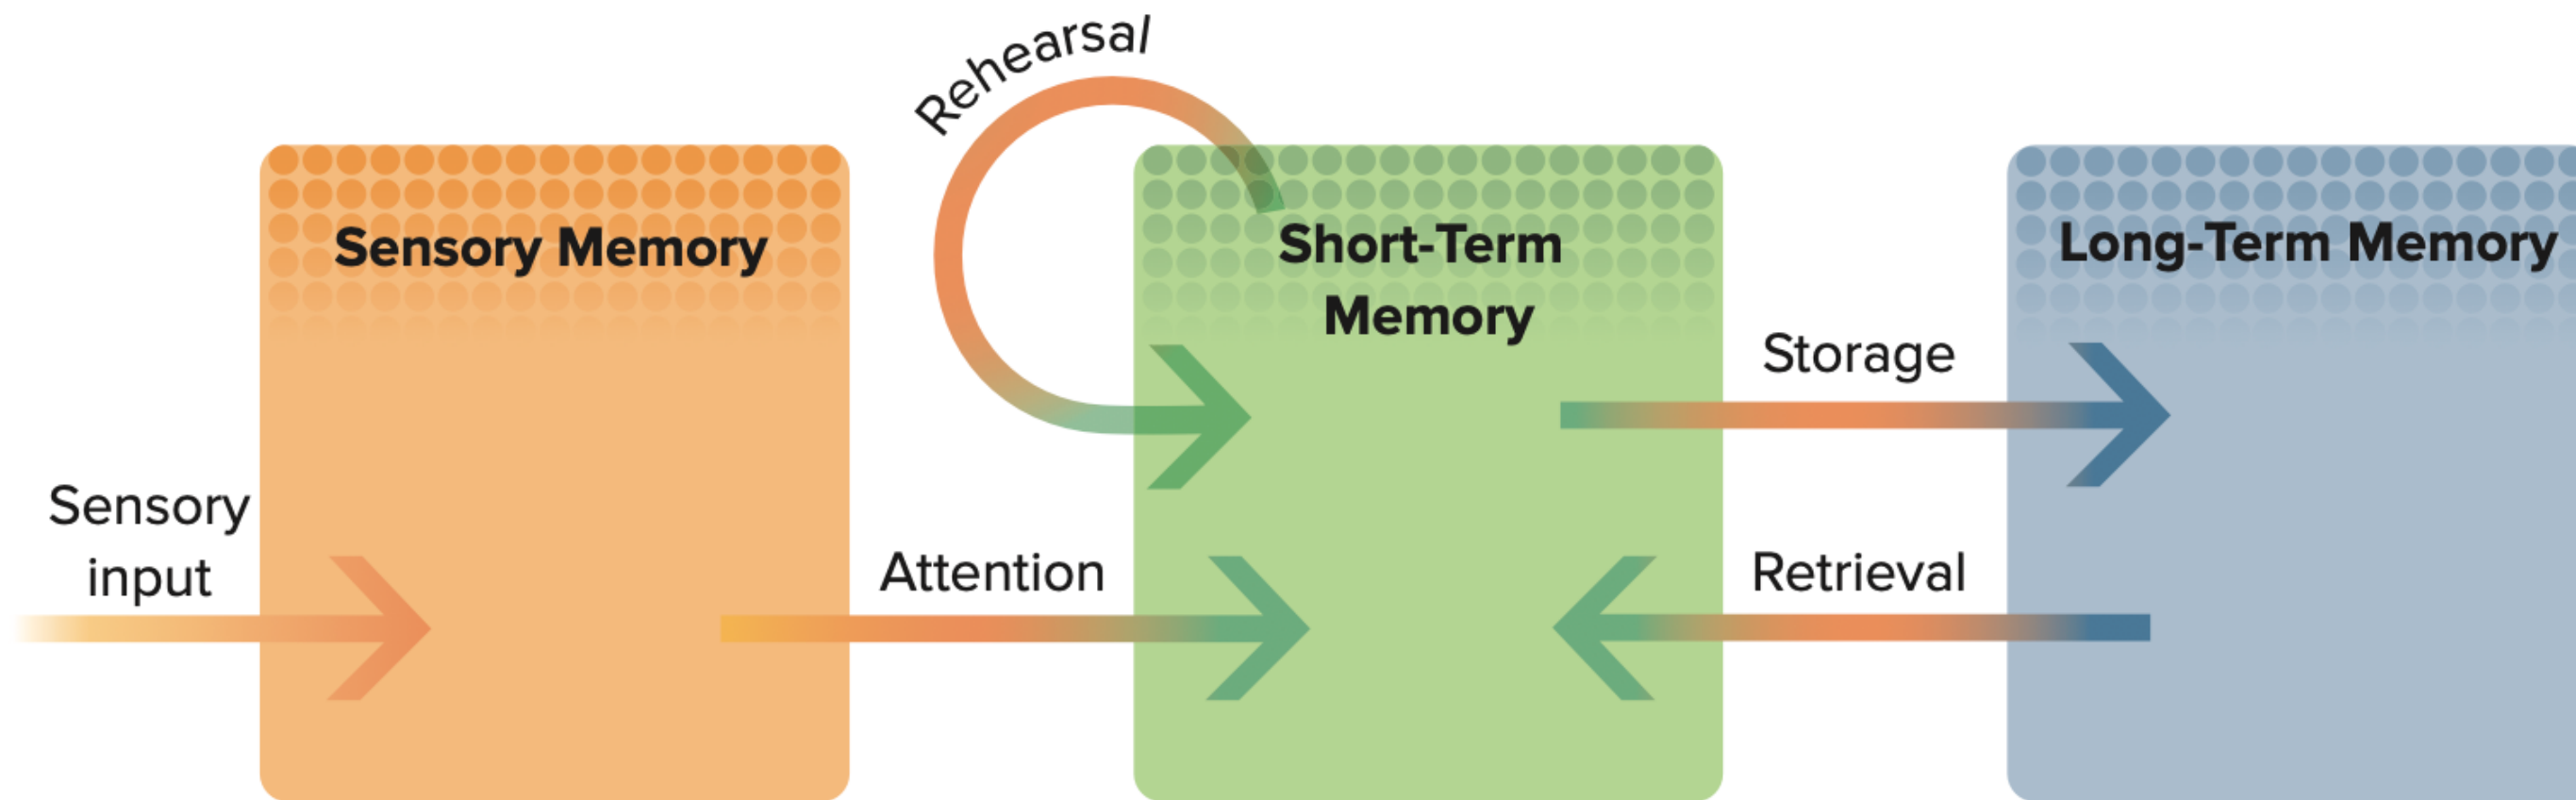 Rehearsal
Sensory Memory
Short-Term
Memory
Long-Term Memory
Storage
Sensory
input
Attention
Retrieval